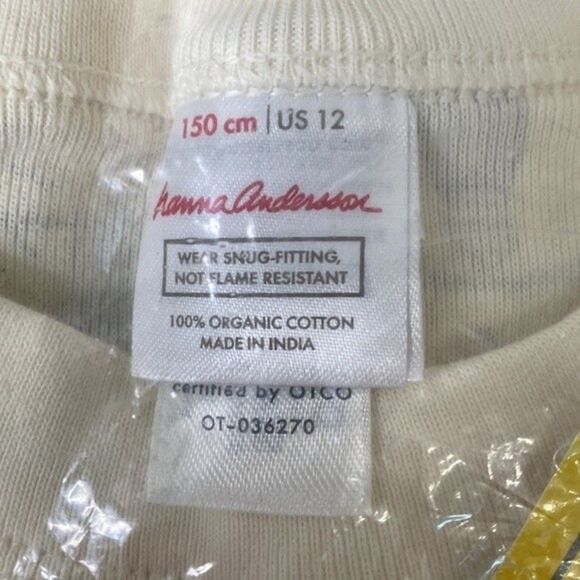 150 cm | US 12
Hanna Andersson
WEAR SNUG-FITTING,
NOT FLAME RESISTANT
100% ORGANIC COTTON
MADE IN INDIA
certified by OTCO
OT-036270